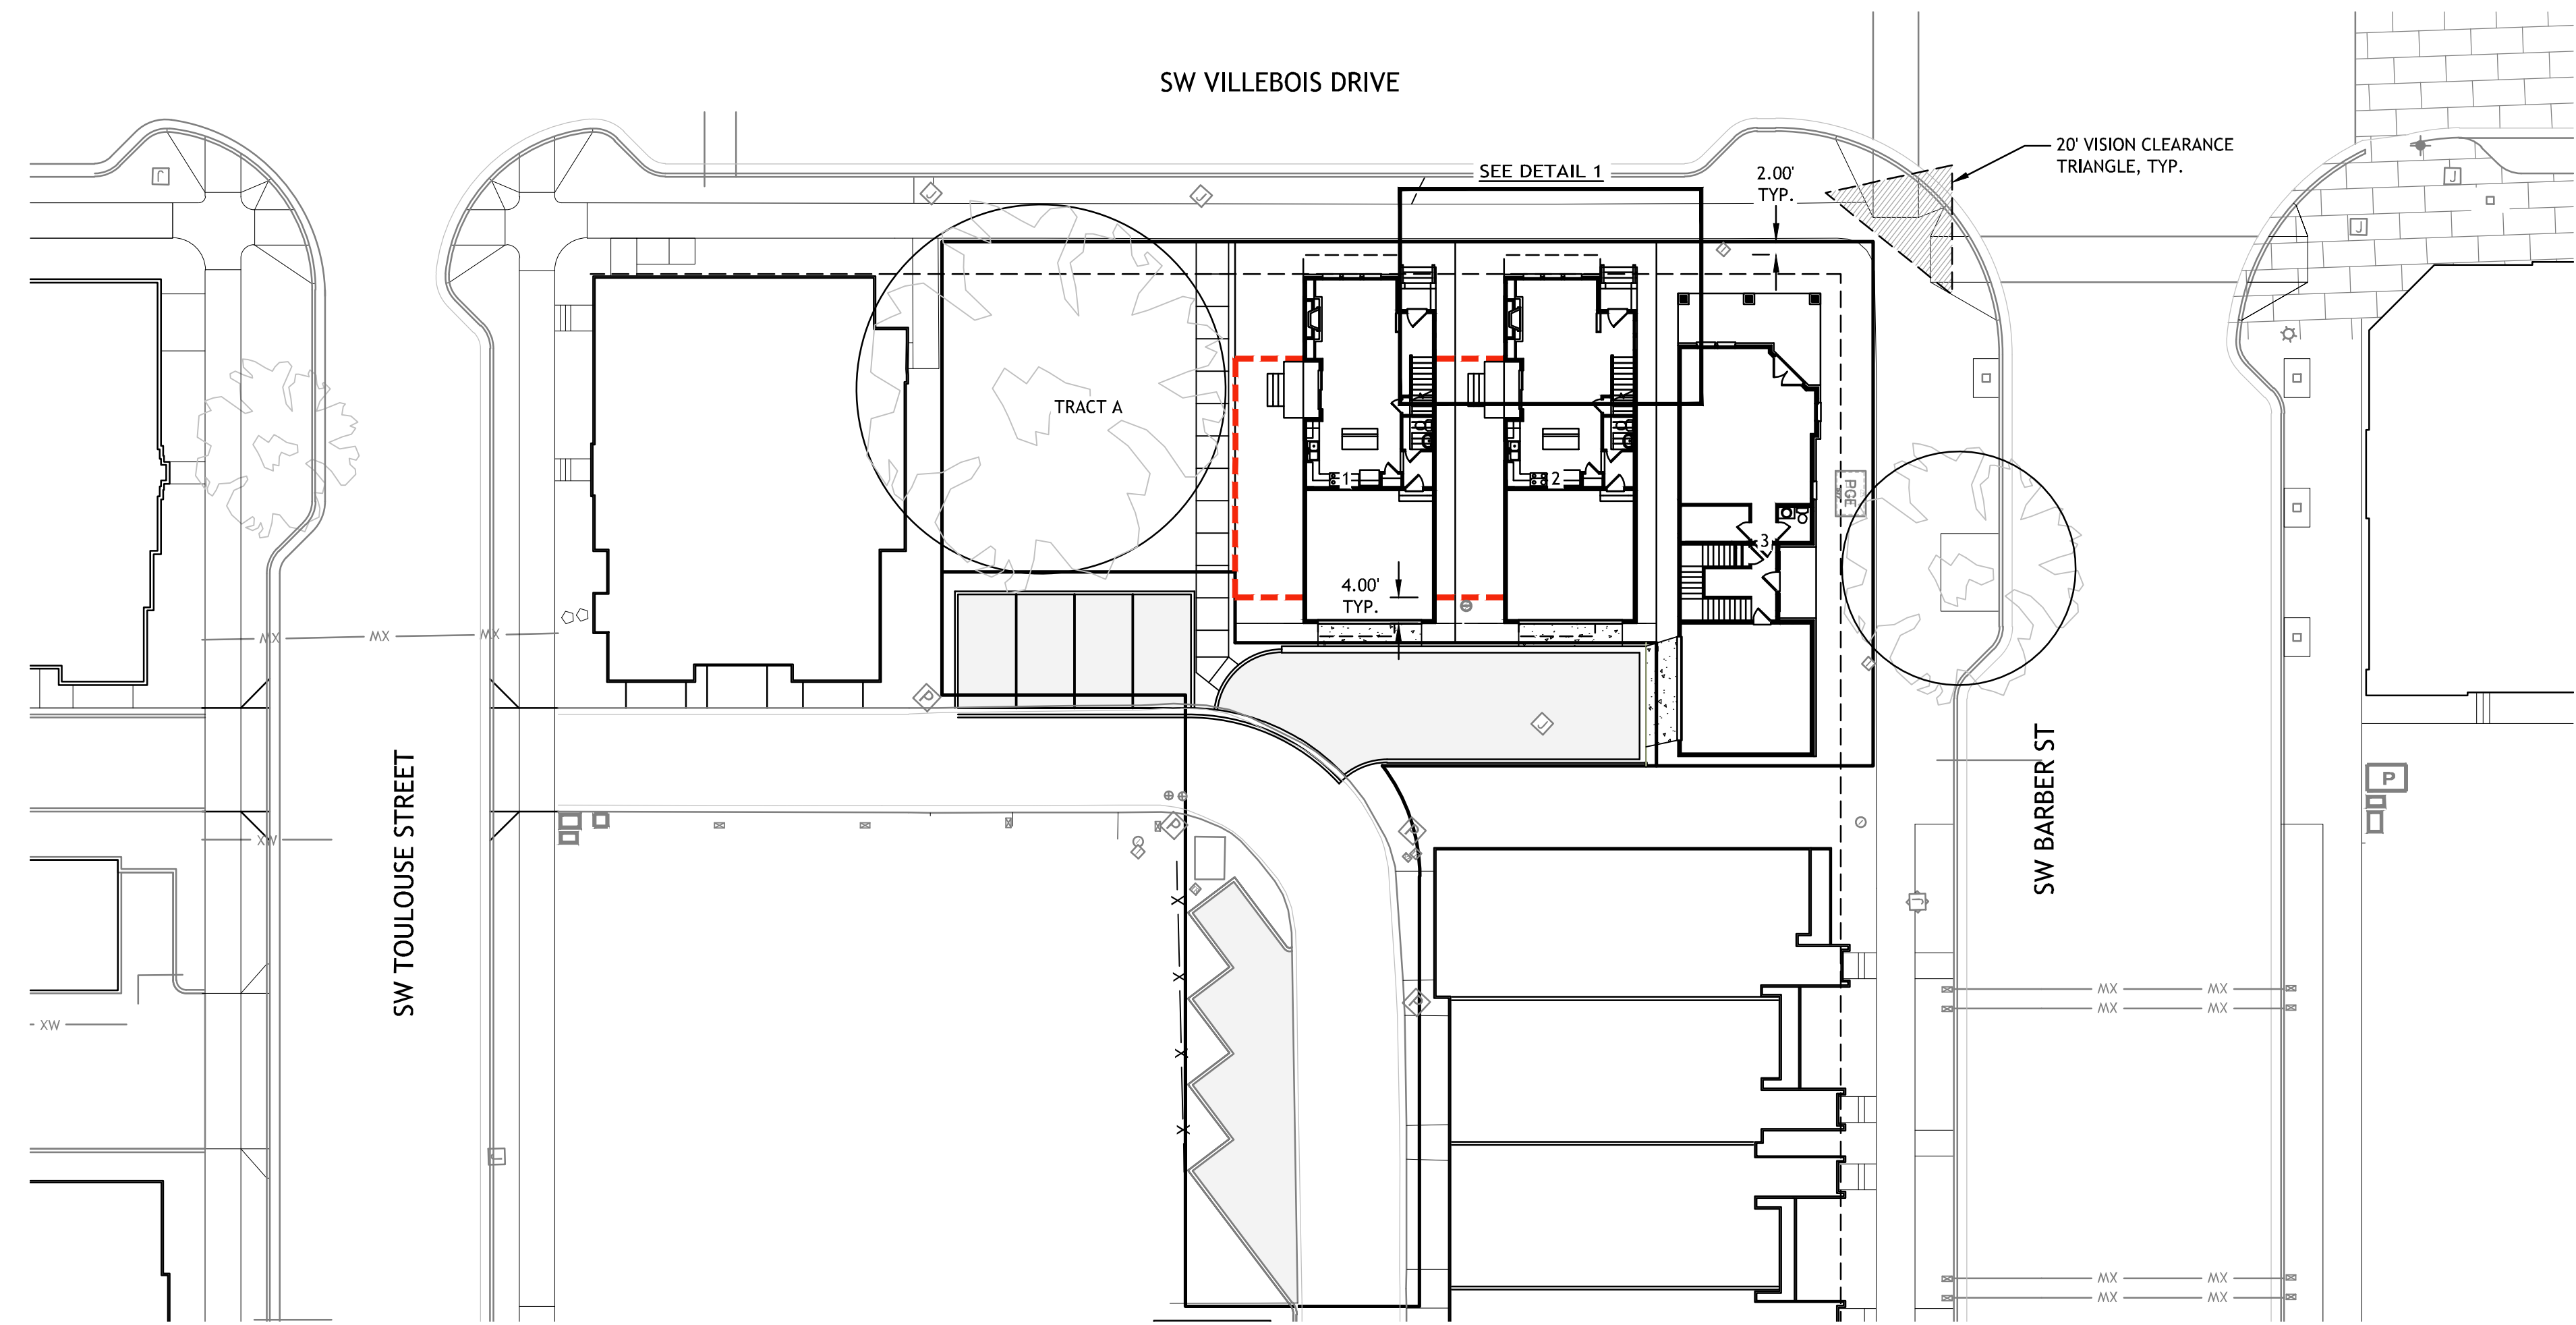 SW VILLEBOIS DRIVE
20' VISION CLEARANCE
TRIANGLE, TYP.
SEE DETAIL 1
2.00'
TYP.
J
J
J
J
J
TRACT A
1
2
3
PGE
4.00'
TYP.
MX MX MX
P
J
P
P
P
P
SW TOULOUSE STREET
SW BARBER ST
XW
XW
X
X
X
X
J
J
MX MX
MX MX
MX MX
MX MX